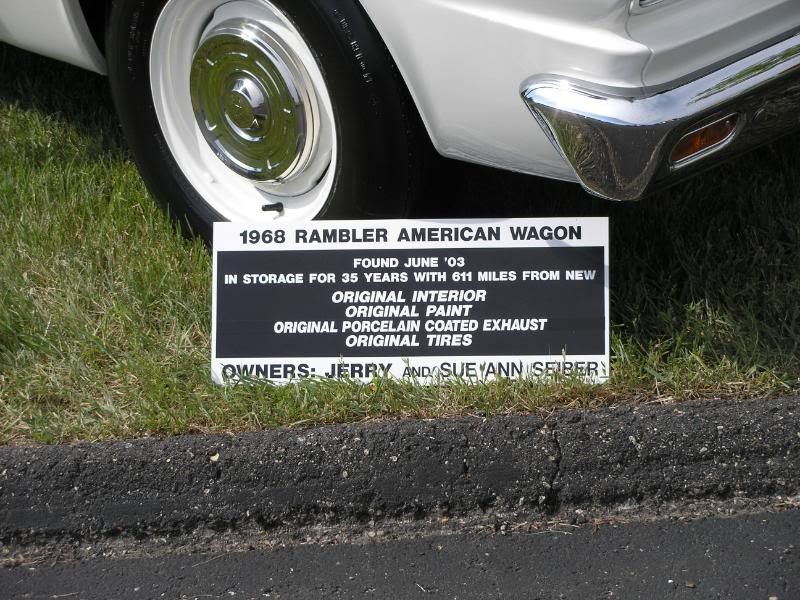 1968 RAMBLER AMERICAN WAGON
FOUND JUNE '03
IN STORAGE FOR 35 YEARS WITH 611 MILES FROM NEW
ORIGINAL INTERIOR
ORIGINAL PAINT
ORIGINAL PORCELAIN COATED EXHAUST
ORIGINAL TIRES
OWNERS: JERRY AND SUE ANN SEIBER